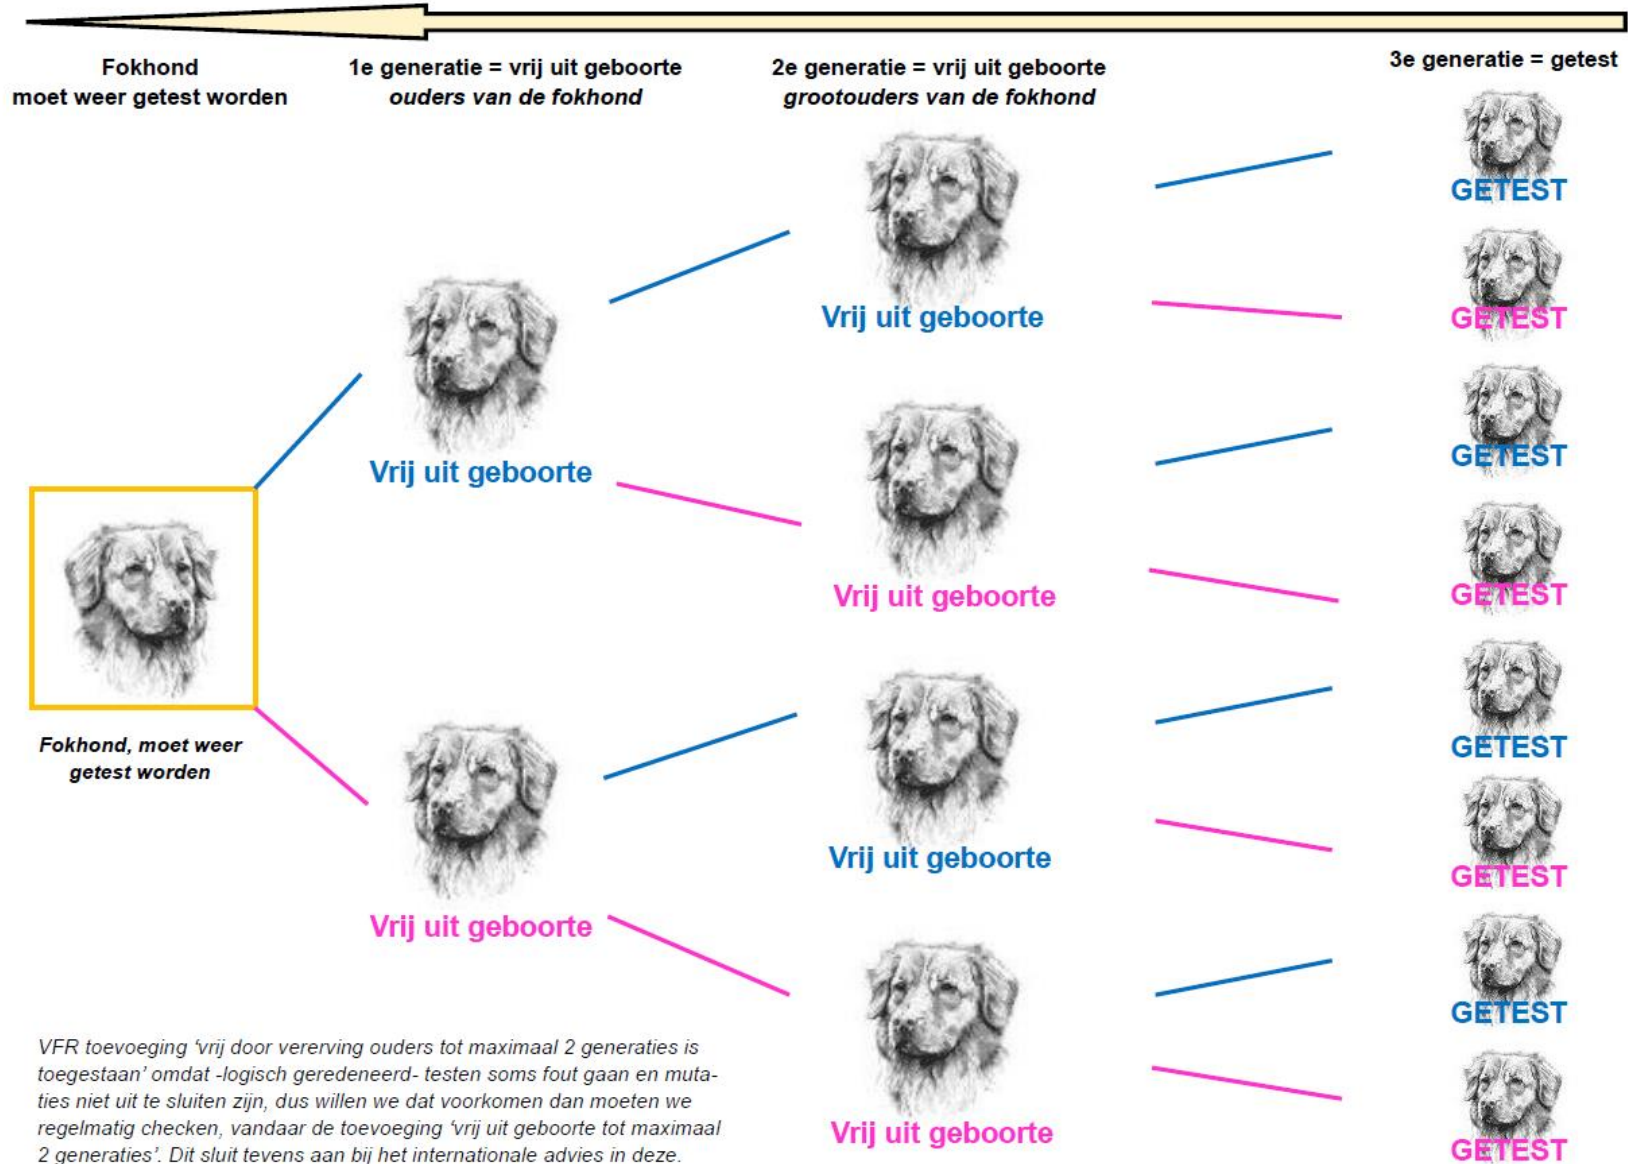 Fokhond
moet weer getest worden
1e generatie = vrij uit geboorte
ouders van de fokhond
2e generatie = vrij uit geboorte
grootouders van de fokhond
3e generatie = getest
GETEST
GETEST
Vrij uit geboorte
GETEST
Vrij uit geboorte
GETEST
Vrij uit geboorte
Fokhond, moet weer
getest worden
GETEST
Vrij uit geboorte
GETEST
Vrij uit geboorte
GETEST
Vrij uit geboorte
GETEST
VFR toevoeging ‘vrij door vererving ouders tot maximaal 2 generaties is
toegestaan’ omdat -logisch geredeneerd- testen soms fout gaan en muta-
ties niet uit te sluiten zijn, dus willen we dat voorkomen dan moeten we
regelmatig checken, vandaar de toevoeging ‘vrij uit geboorte tot maximaal
2 generaties’. Dit sluit tevens aan bij het internationale advies in deze.